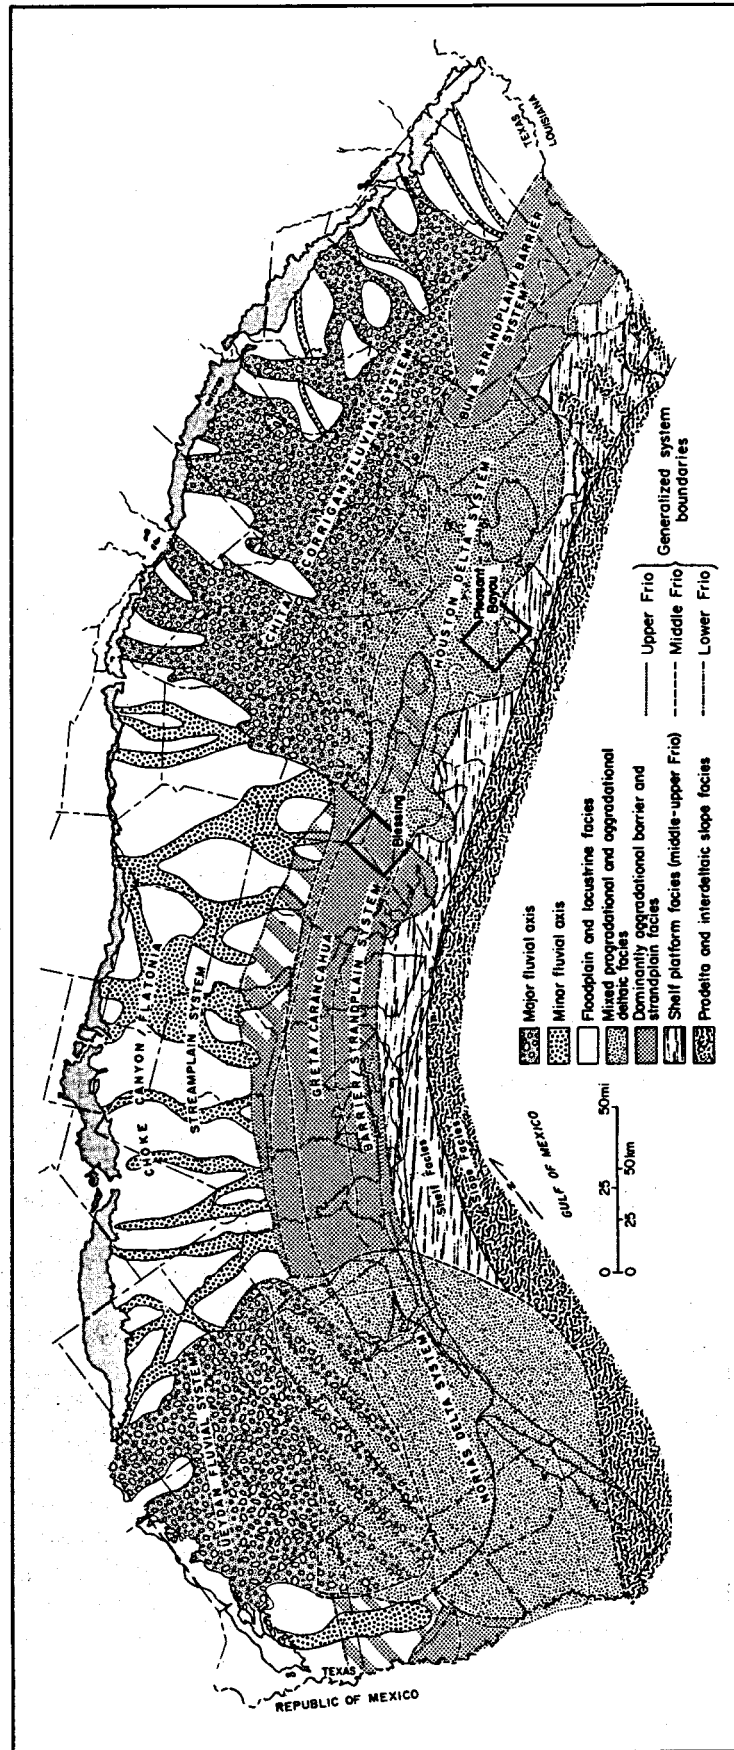 TEXAS
LOUISIANA
BUNA STRANDPLAIN/BARRIER
SYSTEM
CHITA / CORRIGAN FLUVIAL SYSTEM
HOUSTON DELTA SYSTEM
Pleasant
Bayou
Blessing
CHOKE CANYON/FLATONIA
STREAMPLAIN SYSTEM
GRETA/CARANCAHUA
BARRIER/STRANDPLAIN SYSTEM
Shelf Facies
Slope Facies
GUEYDAN FLUVIAL SYSTEM
NORIAS DELTA SYSTEM
TEXAS
REPUBLIC OF MEXICO
GULF OF MEXICO
N
0 25 50mi
0 25 50km
Major fluvial axis
Minor fluvial axis
Floodplain and lacustrine facies
Mixed progradational and aggradational
deltaic facies
Dominantly aggradational barrier and
strandplain facies
Shelf platform facies (middle-upper Frio)
Prodelta and interdeltaic slope facies
Upper Frio
Middle Frio
Lower Frio
Generalized system
boundaries